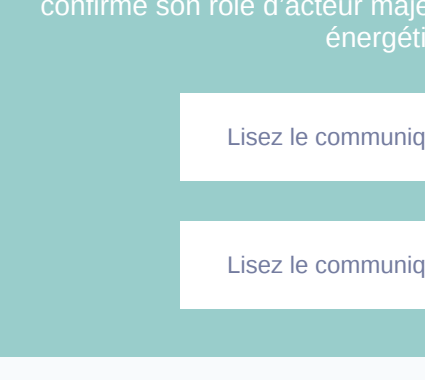 confirme son rôle d'acteur maje
énergéti
Lisez le communiq
Lisez le communiq